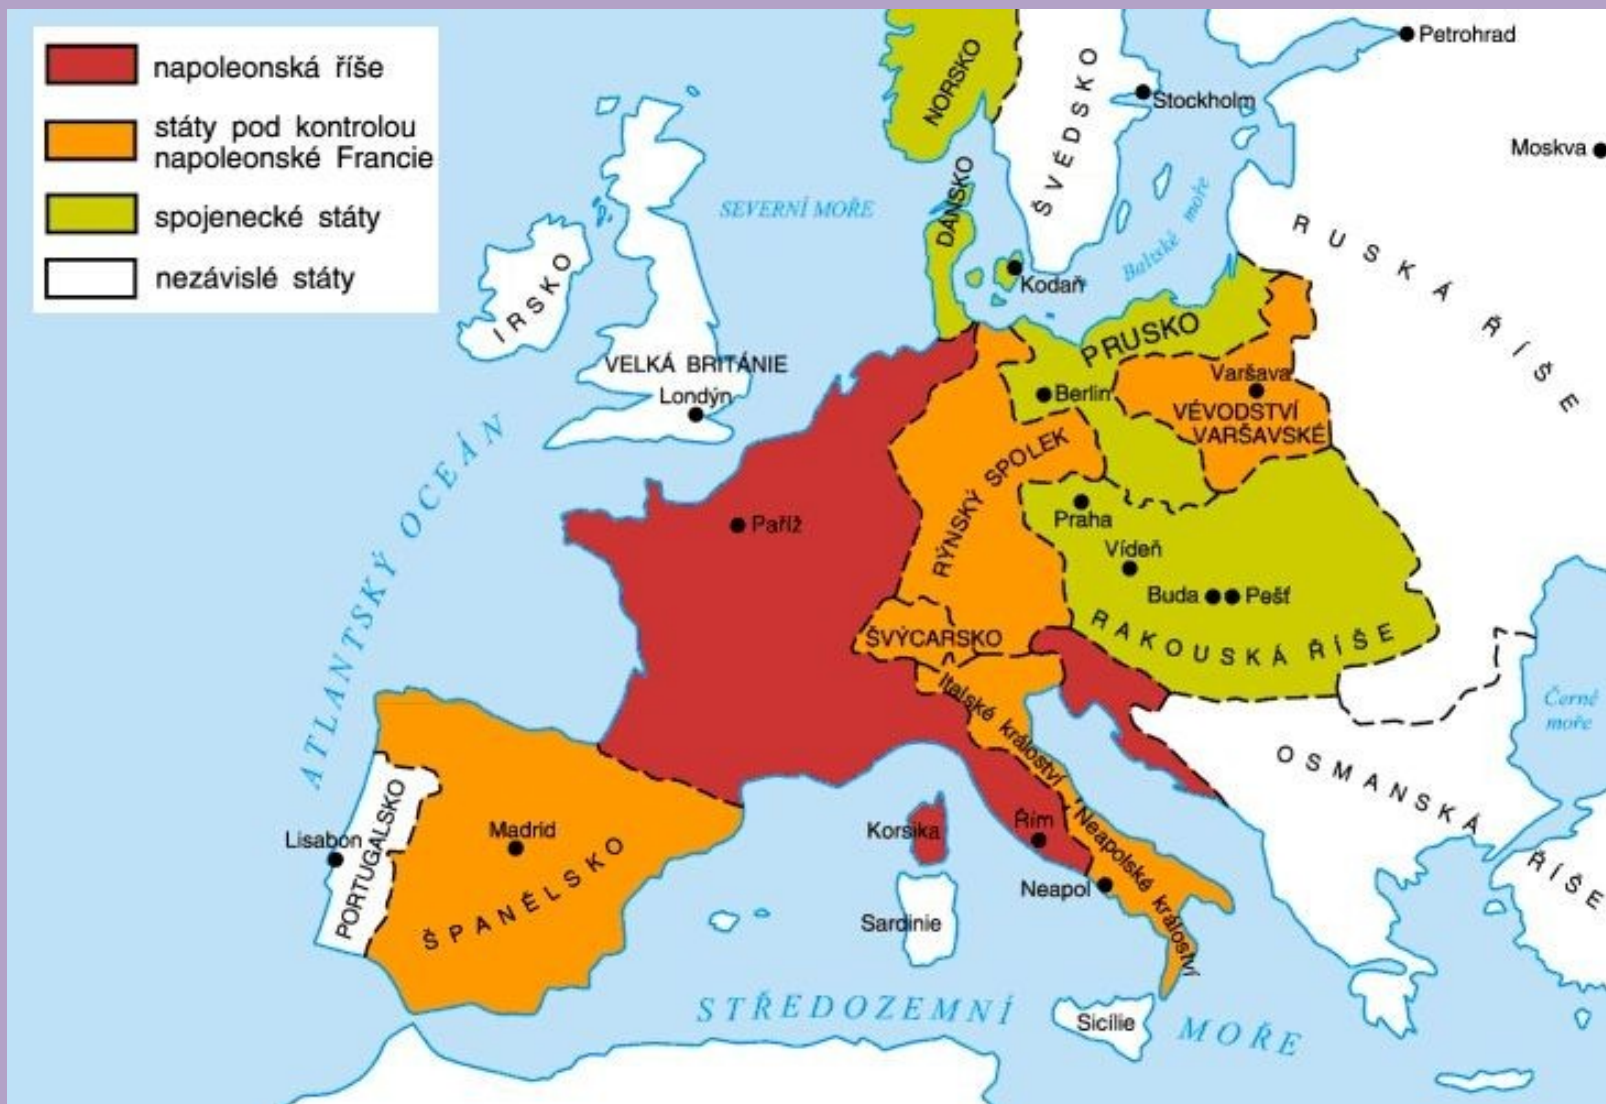 napoleonská říše
státy pod kontrolou
napoleonské Francie
spojenecké státy
nezávislé státy
NORSKO
ŠVÉDSKO
Petrohrad
Stockholm
Moskva
SEVERNÍ MOŘE
DÁNSKO
Baltské moře
RUSKÁ ŘÍŠE
ÍRSKO
Kodaň
VELKÁ BRITÁNIE
Londýn
PRUSKO
Berlin
Varšava
VÉVODSTVÍ
VARŠAVSKÉ
ATLANTSKÝ OCEÁN
RÝNSKÝ SPOLEK
Paříž
Praha
Vídeň
Buda
Pešť
RAKOUSKÁ ŘÍŠE
ŠVÝCARSKO
Italské království
Černé
moře
OSMANSKÁ
ŘÍŠE
PORTUGALSKO
Lisabon
Madrid
ŠPANĚLSKO
Korsika
Řím
Neapolské království
Neapol
Sardinie
STŘEDOZEMNÍ
MOŘE
Sicílie